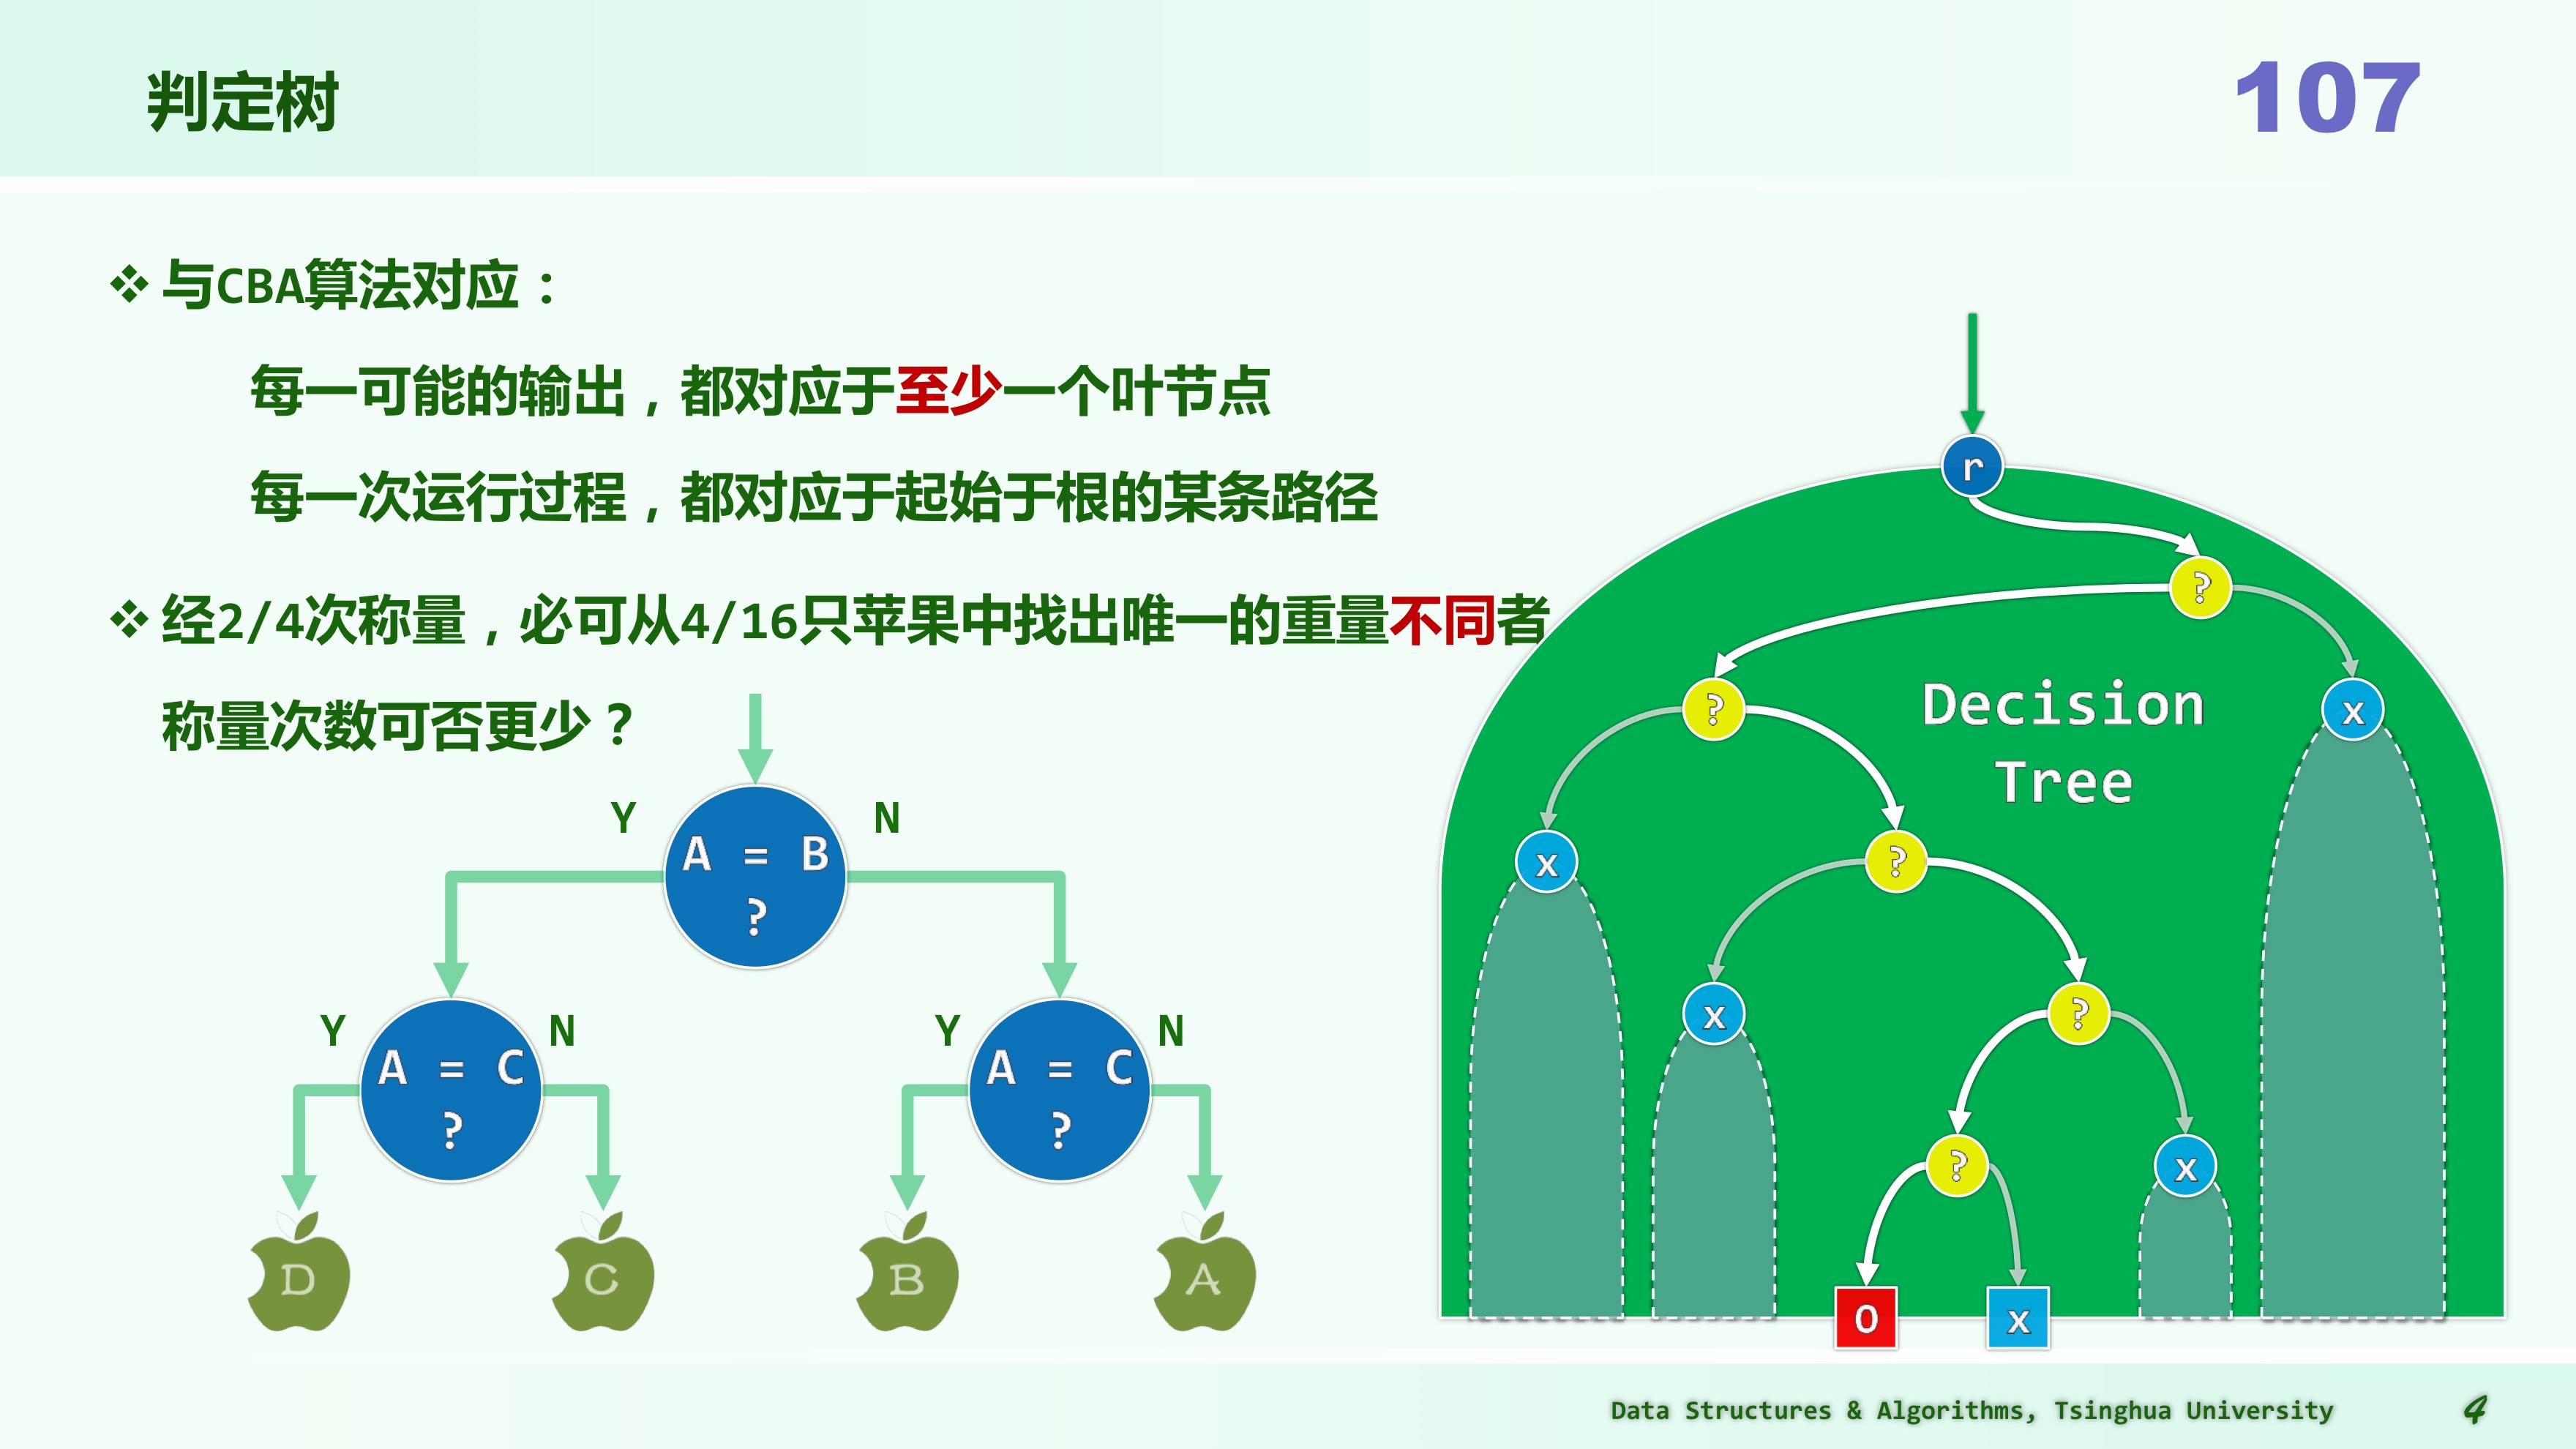 判定树
107
❖ 与CBA算法对应：
每一可能的输出，都对应于至少一个叶节点
每一次运行过程，都对应于起始于根的某条路径
❖ 经2/4次称量，必可从4/16只苹果中找出唯一的重量不同者
称量次数可否更少？
Y
N
A = B
?
Y
N
A = C
?
Y
N
A = C
?
D
C
B
A
r
?
?
x
Decision
Tree
x
?
x
?
?
x
0
x
Data Structures & Algorithms, Tsinghua University
4